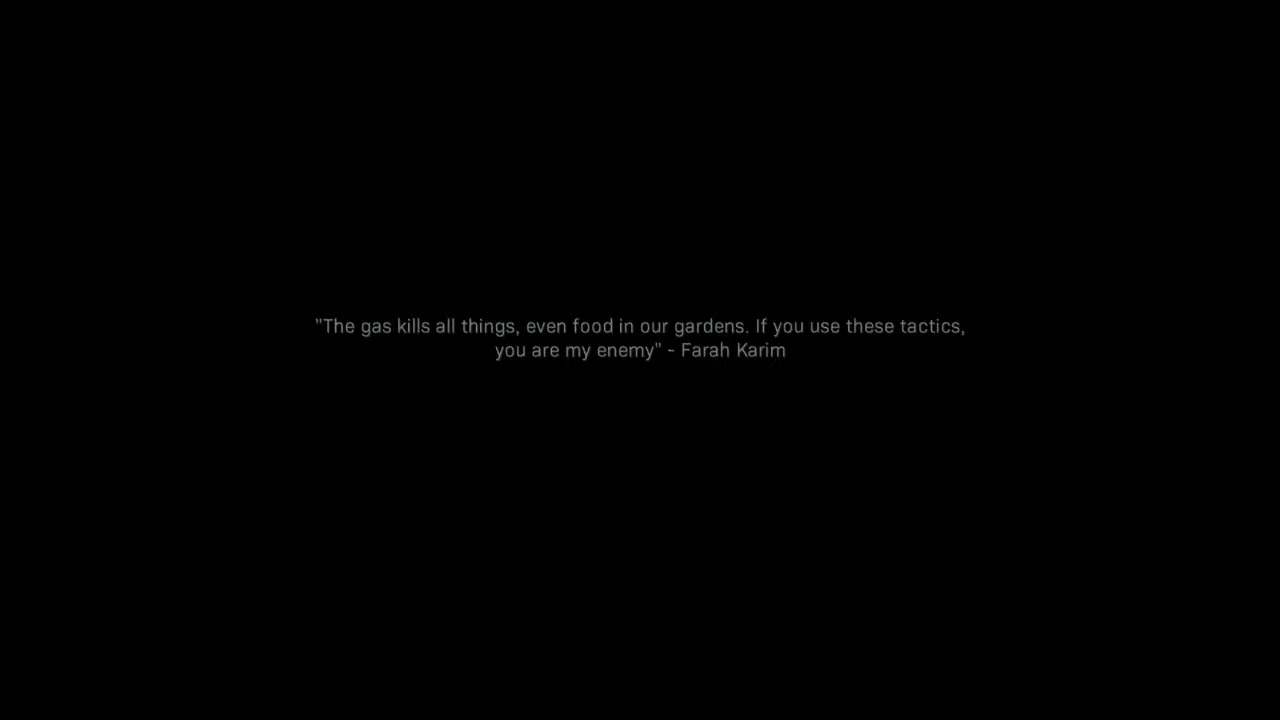 "The gas kills all things, even food in our gardens. If you use these tactics,
you are my enemy" - Farah Karim